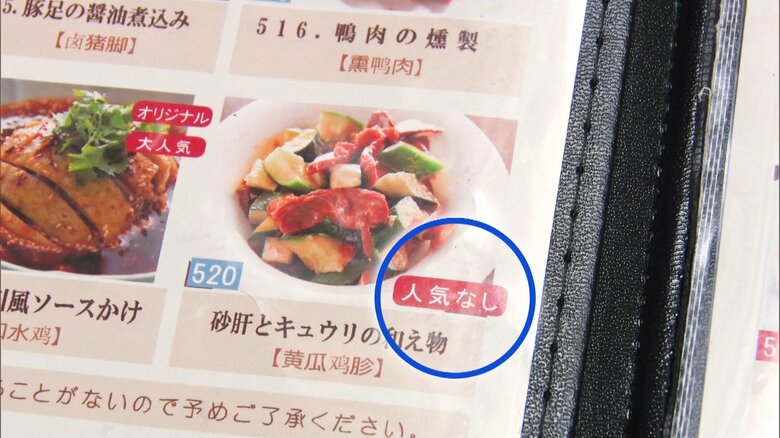 5.豚足の醤油煮込み
【卤猪脚】
516.鴨肉の燻製
【熏鸭肉】
オリジナル
大人気
520
人気なし
風ソースかけ
口水鸡】
砂肝とキュウリの和え物
【黄瓜鸡胗】
ることがないので予めご了承ください。